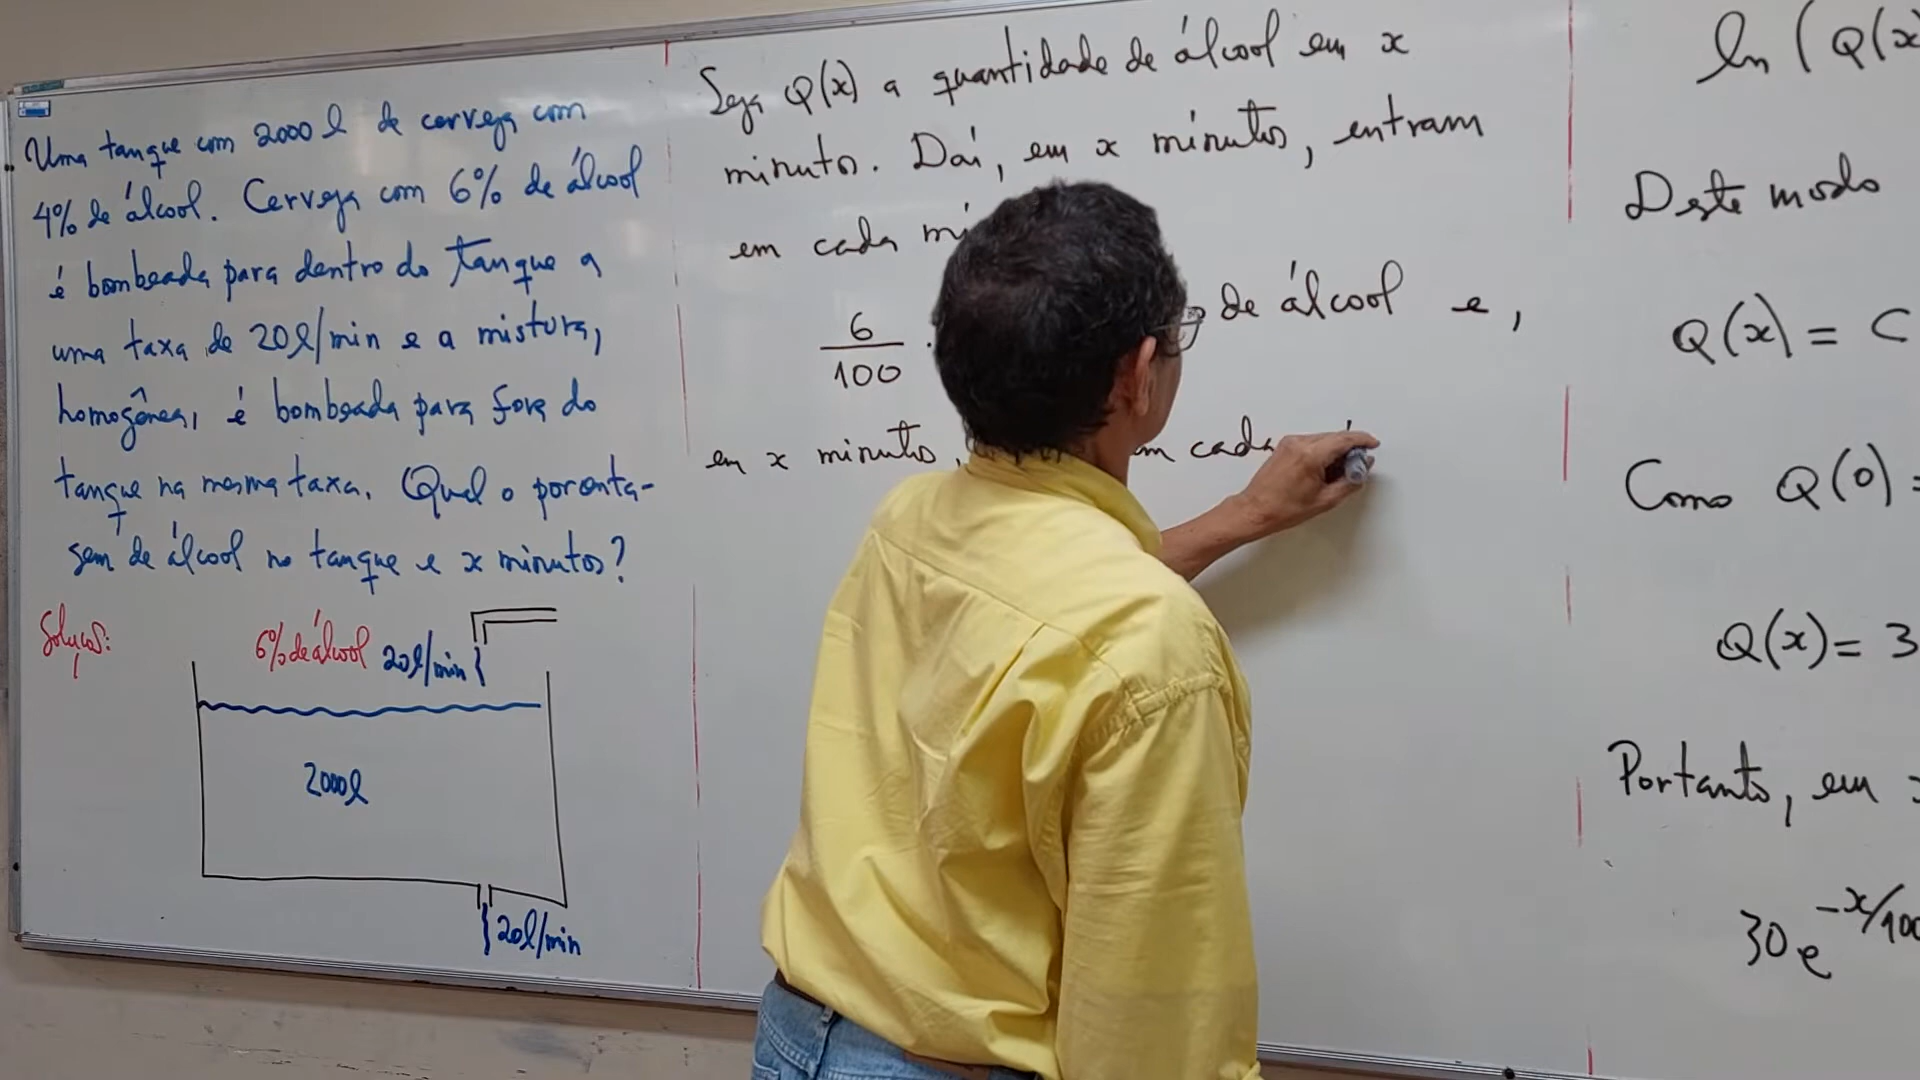 Uma tanque com 2000 l de cerveja com
4% de álcool. Cerveja com 6% de álcool
é bombeada para dentro do tanque a
uma taxa de 20l/min e a mistura,
homogênea, é bombeada para fora do
tanque na mesma taxa. Qual o porcenta-
gem de álcool no tanque e x minutos?
Solução:
6% de álcool 20l/min
2000l
20l/min
Seja Q(x) a quantidade de álcool em x
minutos. Daí, em x minutos, entram
em cada mi
6/100 .
de álcool e,
em x minutos, em cada
ln (Q(x
Deste modo
Q(x) = C
Como Q(0) =
Q(x) = 3
Portanto, em
30e^-x/100